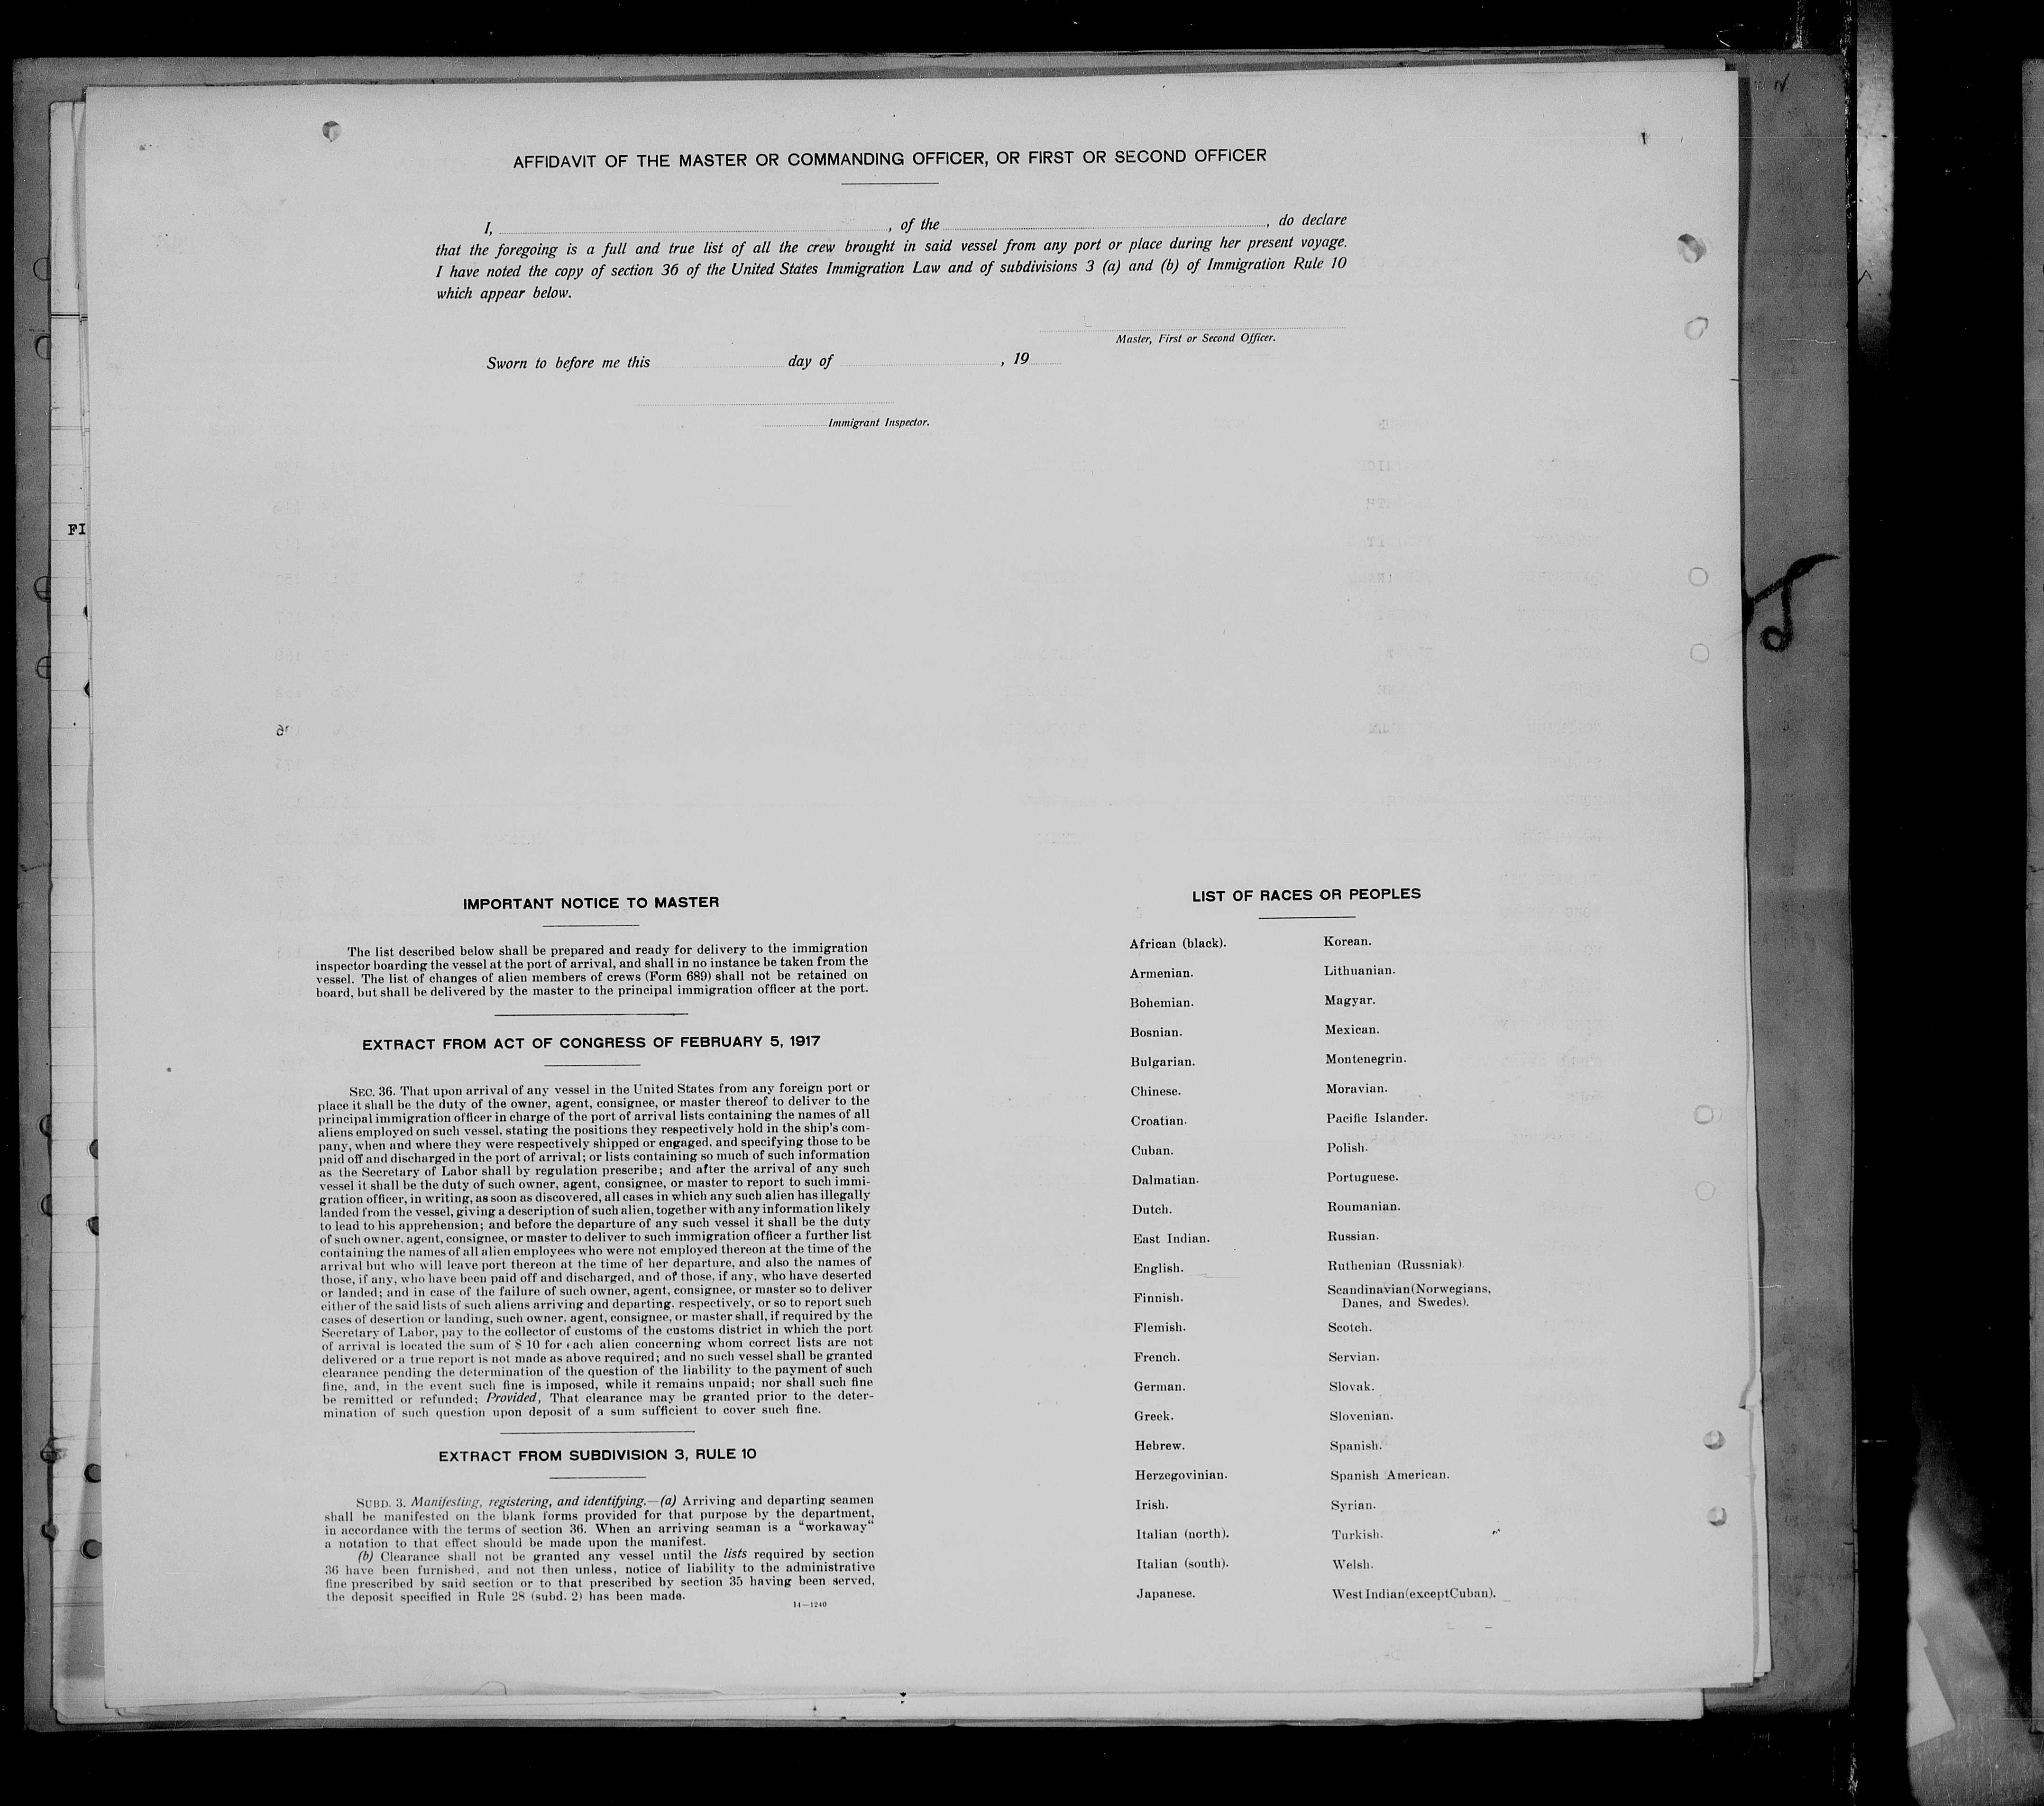 AFFIDAVIT OF THE MASTER OR COMMANDING OFFICER, OR FIRST OR SECOND OFFICER
I, , of the , do declare
that the foregoing is a full and true list of all the crew brought in said vessel from any port or place during her present voyage.
I have noted the copy of section 36 of the United States Immigration Law and of subdivisions 3 (a) and (b) of Immigration Rule 10
which appear below.
Master, First or Second Officer.
Sworn to before me this day of , 19
Immigrant Inspector.
FI
IMPORTANT NOTICE TO MASTER
The list described below shall be prepared and ready for delivery to the immigration
inspector boarding the vessel at the port of arrival, and shall in no instance be taken from the
vessel. The list of changes of alien members of crews (Form 689) shall not be retained on
board, but shall be delivered by the master to the principal immigration officer at the port.
EXTRACT FROM ACT OF CONGRESS OF FEBRUARY 5, 1917
SEC. 36. That upon arrival of any vessel in the United States from any foreign port or
place it shall be the duty of the owner, agent, consignee, or master thereof to deliver to the
principal immigration officer in charge of the port of arrival lists containing the names of all
aliens employed on such vessel, stating the positions they respectively hold in the ship's com-
pany, when and where they were respectively shipped or engaged, and specifying those to be
paid off and discharged in the port of arrival; or lists containing so much of such information
as the Secretary of Labor shall by regulation prescribe; and after the arrival of any such
vessel it shall be the duty of such owner, agent, consignee, or master to report to such immi-
gration officer, in writing, as soon as discovered, all cases in which any such alien has illegally
landed from the vessel, giving a description of such alien, together with any information likely
to lead to his apprehension; and before the departure of any such vessel it shall be the duty
of such owner, agent, consignee, or master to deliver to such immigration officer a further list
containing the names of all alien employees who were not employed thereon at the time of the
arrival but who will leave port thereon at the time of her departure, and also the names of
those, if any, who have been paid off and discharged, and of those, if any, who have deserted
or landed; and in case of the failure of such owner, agent, consignee, or master so to deliver
either of the said lists of such aliens arriving and departing, respectively, or so to report such
cases of desertion or landing, such owner, agent, consignee, or master shall, if required by the
Secretary of Labor, pay to the collector of customs of the customs district in which the port
of arrival is located the sum of $ 10 for each alien concerning whom correct lists are not
delivered or a true report is not made as above required; and no such vessel shall be granted
clearance pending the determination of the question of the liability to the payment of such
fine, and, in the event such fine is imposed, while it remains unpaid; nor shall such fine
be remitted or refunded; Provided, That clearance may be granted prior to the deter-
mination of such question upon deposit of a sum sufficient to cover such fine.
EXTRACT FROM SUBDIVISION 3, RULE 10
SUBD. 3. Manifesting, registering, and identifying.—(a) Arriving and departing seamen
shall be manifested on the blank forms provided for that purpose by the department,
in accordance with the terms of section 36. When an arriving seaman is a "workaway"
a notation to that effect should be made upon the manifest.
(b) Clearance shall not be granted any vessel until the lists required by section
36 have been furnished, and not then unless, notice of liability to the administrative
fine prescribed by said section or to that prescribed by section 35 having been served,
the deposit specified in Rule 28 (subd. 2) has been made.
14—1240
LIST OF RACES OR PEOPLES
African (black).
Armenian.
Bohemian.
Bosnian.
Bulgarian.
Chinese.
Croatian.
Cuban.
Dalmatian.
Dutch.
East Indian.
English.
Finnish.
Flemish.
French.
German.
Greek.
Hebrew.
Herzegovinian.
Irish.
Italian (north).
Italian (south).
Japanese.
Korean.
Lithuanian.
Magyar.
Mexican.
Montenegrin.
Moravian.
Pacific Islander.
Polish.
Portuguese.
Roumanian.
Russian.
Ruthenian (Russniak).
Scandinavian (Norwegians,
Danes, and Swedes).
Scotch.
Servian.
Slovak.
Slovenian.
Spanish.
Spanish American.
Syrian.
Turkish.
Welsh.
West Indian (except Cuban).